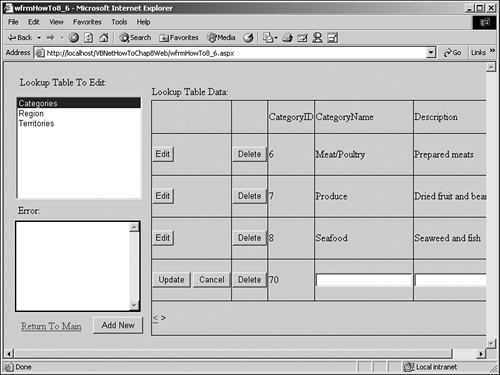 wfrmHowTo8_6 - Microsoft Internet Explorer
File Edit View Favorites Tools Help
Back Search Favorites Media
Address http://localhost/VBNetHowToChap8Web/wfrmHowTo8_6.aspx Go Links »
Lookup Table To Edit:
Categories
Region
Territories
Error:
Return To Main Add New
Lookup Table Data:
CategoryID CategoryName Description
Edit Delete 6 Meat/Poultry Prepared meats
Edit Delete 7 Produce Dried fruit and bea
Edit Delete 8 Seafood Seaweed and fish
Update Cancel Delete 70
< >
Done Local intranet